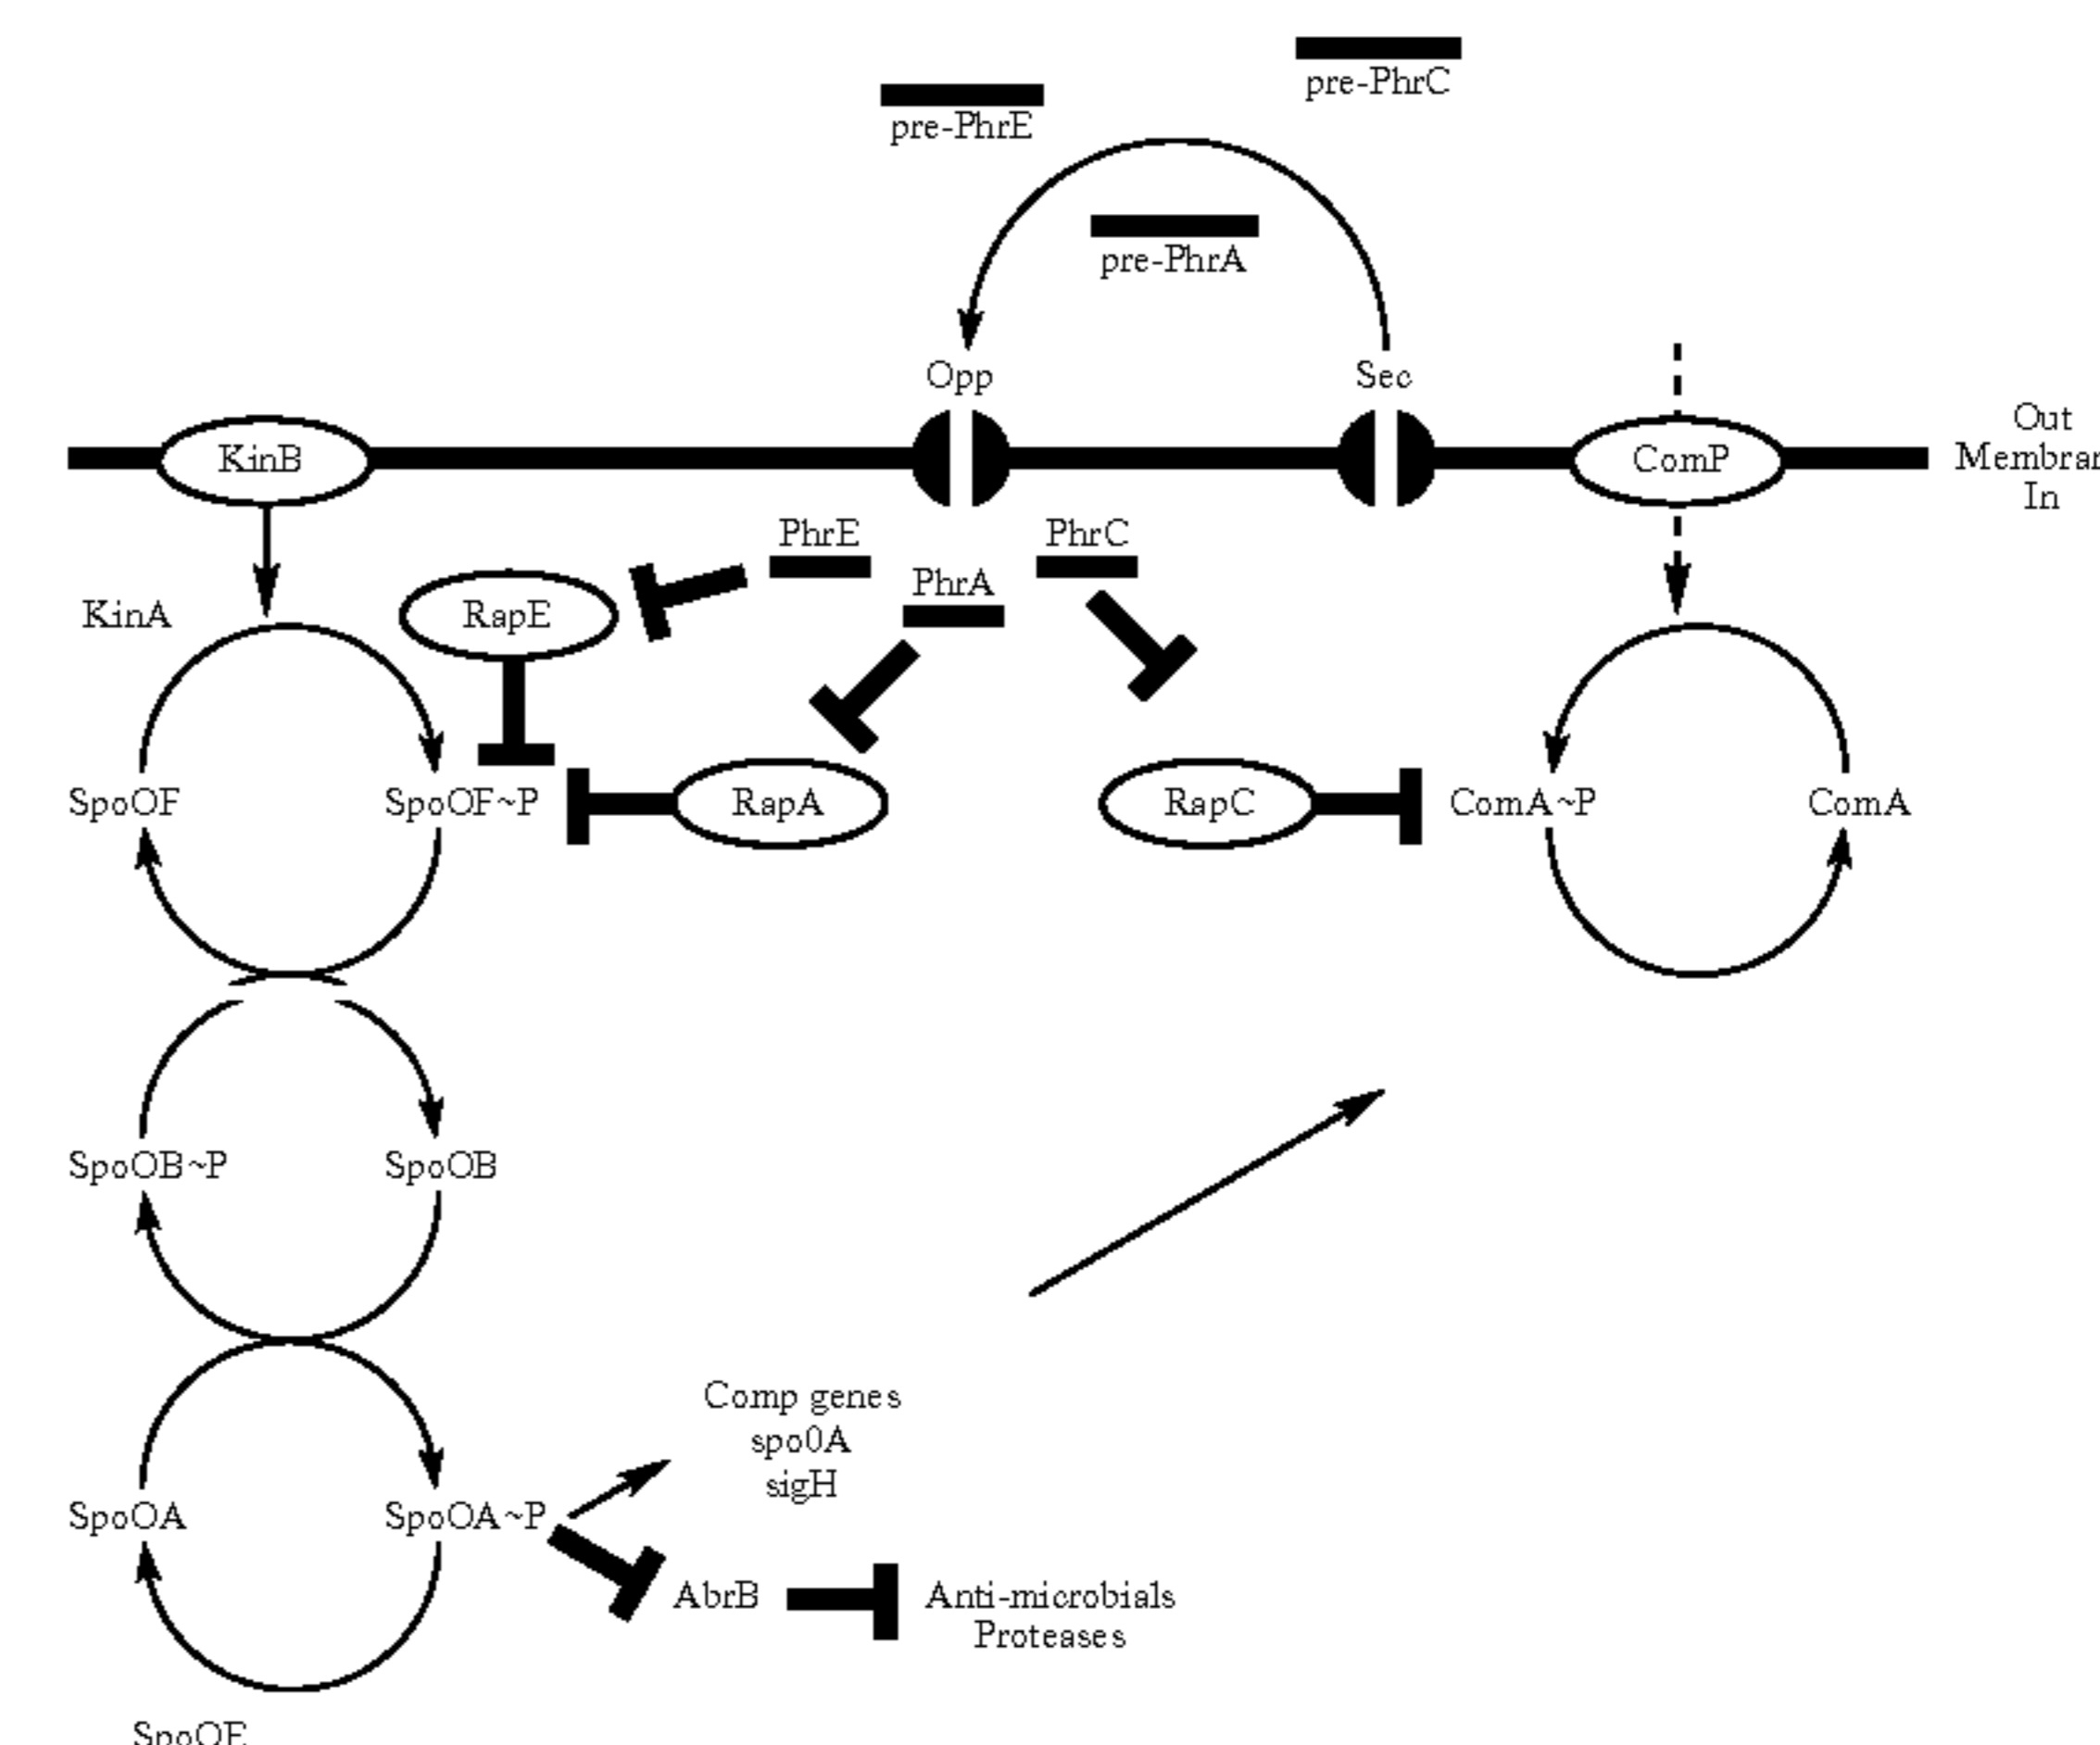 pre-PhrC
pre-PhrE
pre-PhrA
Opp
Sec
Out
KinB
ComP
Membrar
In
PhrE
PhrC
PhrA
KinA
RapE
SpoOF
SpoOF~P
RapA
RapC
ComA~P
ComA
SpoOB~P
SpoOB
Comp genes
spo0A
sigH
SpoOA
SpoOA~P
AbrB
Anti-microbials
Proteases
SpoOE